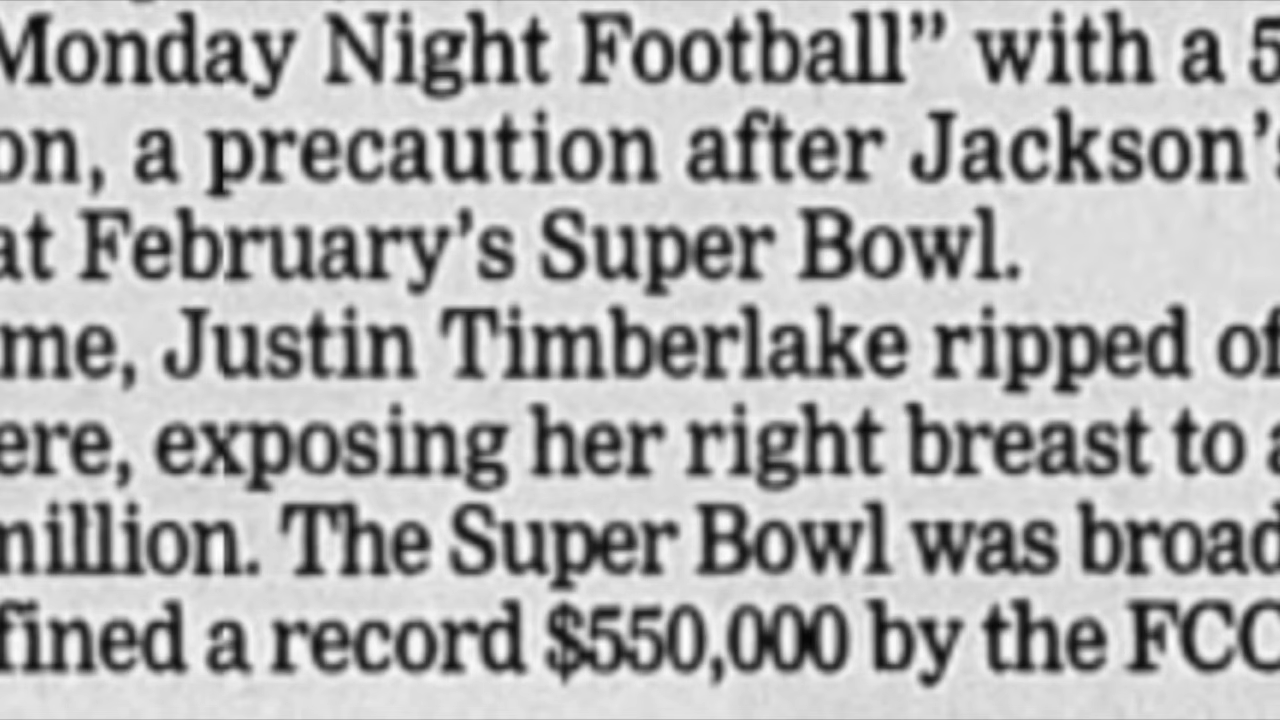 Monday Night Football” with a 5
on, a precaution after Jackson’s
at February’s Super Bowl.
me, Justin Timberlake ripped of
ere, exposing her right breast to a
million. The Super Bowl was broad
fined a record $550,000 by the FCC